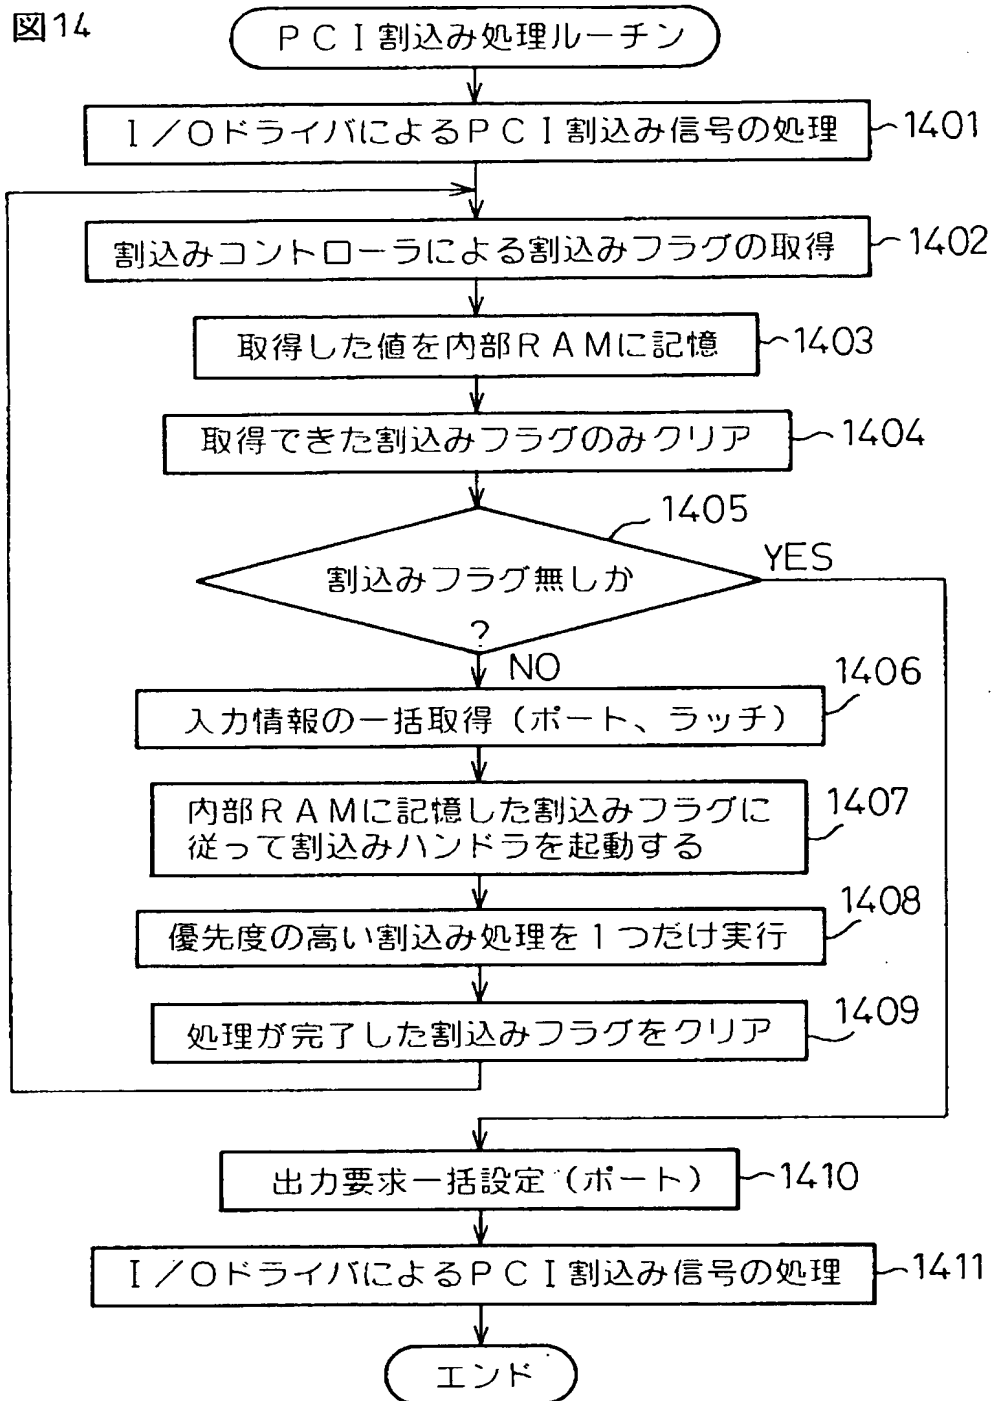 図14
PCI割込み処理ルーチン
I/OドライバによるPCI割込み信号の処理
1401
割込みコントローラによる割込みフラグの取得
1402
取得した値を内部RAMに記憶
1403
取得できた割込みフラグのみクリア
1404
1405
割込みフラグ無しか
?
YES
NO
1406
入力情報の一括取得(ポート、ラッチ)
1407
内部RAMに記憶した割込みフラグに
従って割込みハンドラを起動する
1408
優先度の高い割込み処理を1つだけ実行
1409
処理が完了した割込みフラグをクリア
出力要求一括設定(ポート)
1410
I/OドライバによるPCI割込み信号の処理
1411
エンド